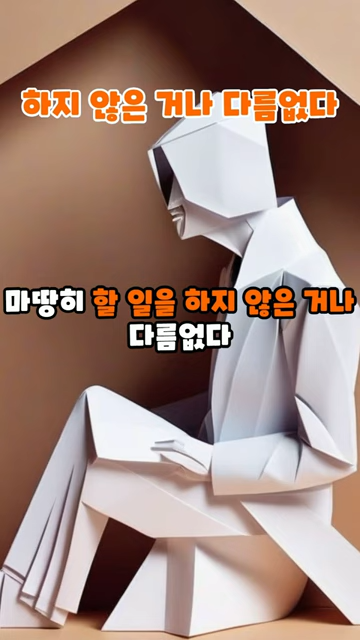 하지 않은 거나 다름없다
마땅히 할 일을 하지 않은 거나
다름없다